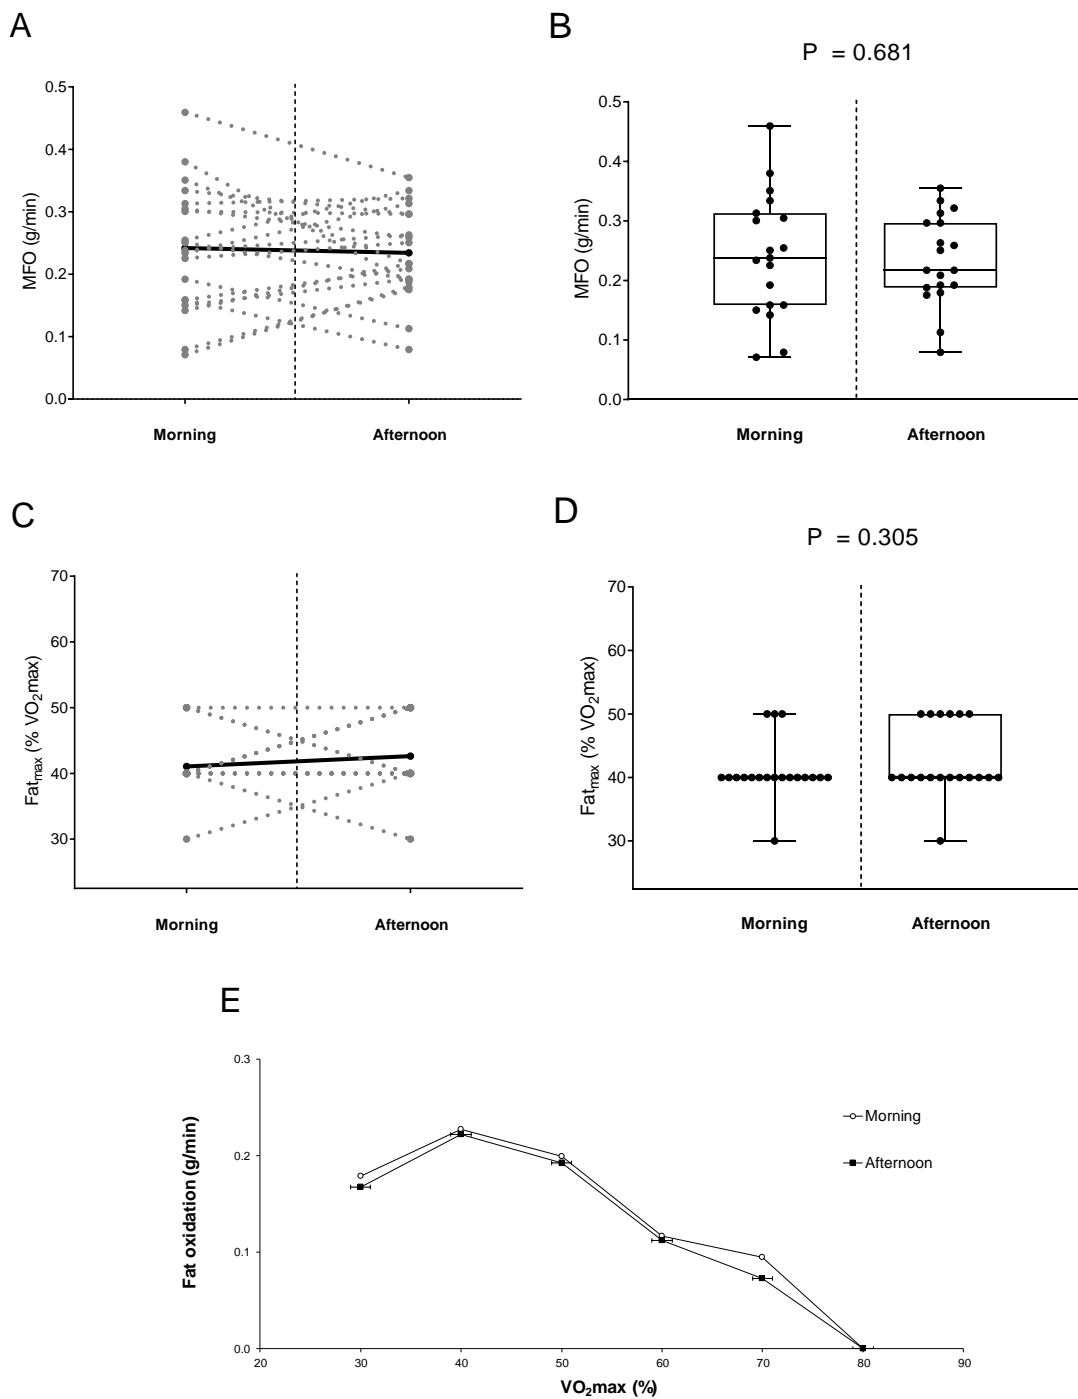 A
0.5
0.4
0.3
0.2
0.1
0.0
MFO (g/min)
Morning Afternoon
B
P = 0.681
0.5
0.4
0.3
0.2
0.1
0.0
MFO (g/min)
Morning Afternoon
C
70
60
50
40
30
Fatmax (% VO2max)
Morning Afternoon
D
P = 0.305
70
60
50
40
30
Fatmax (% VO2max)
Morning Afternoon
E
0.3
0.2
0.1
0.0
Fat oxidation (g/min)
Morning
Afternoon
20 30 40 50 60 70 80 90
VO2max (%)